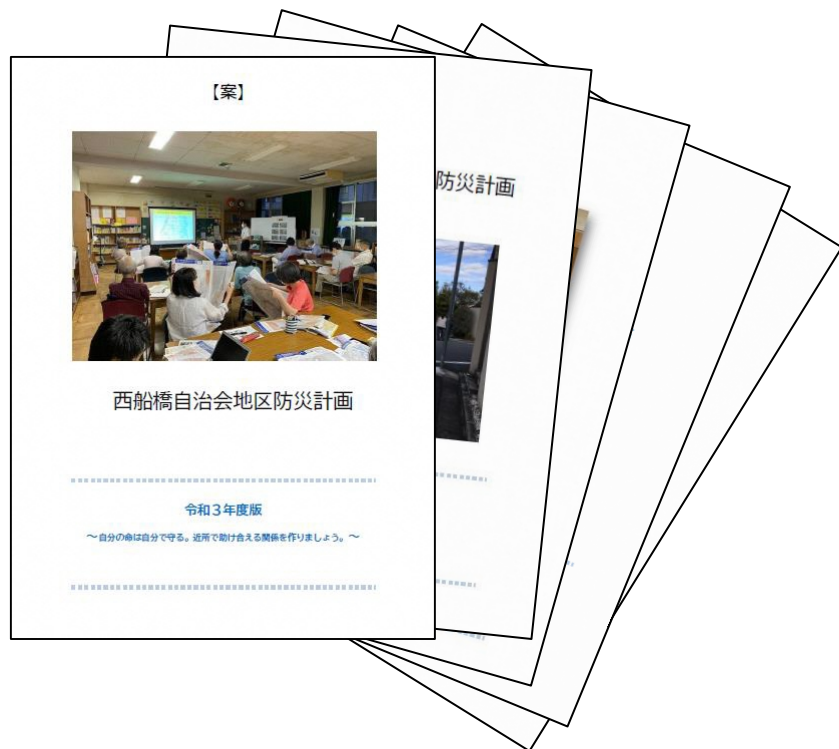 【案】
西船橋自治会地区防災計画
令和３年度版
～自分の命は自分で守る。近所で助け合える関係を作りましょう。～
防災計画